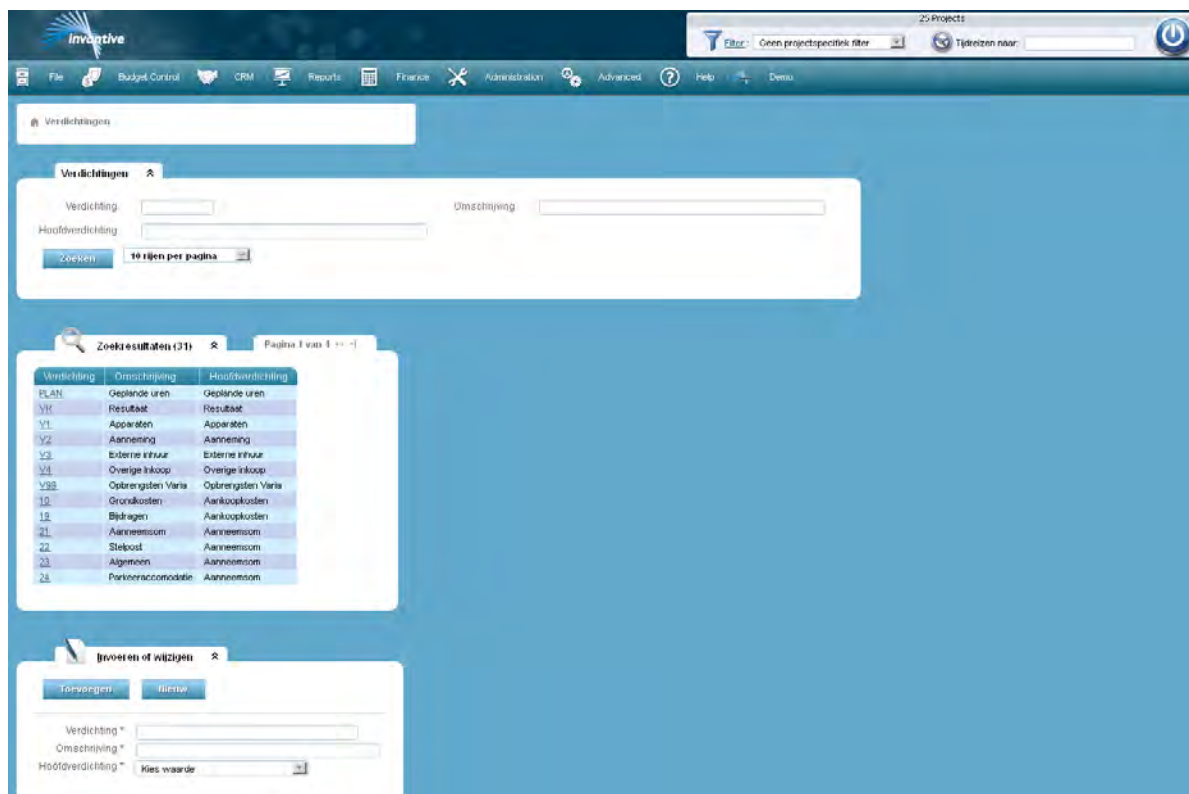 25 Projects
invantive
Filter: Geen projectspecifiek filter Tijdreizen naar:
File Budget Control CRM Reports Finance Administration Advanced Help Demo
Verdichtingen
Verdichtingen
Verdichting Omschrijving
Hoofdverdichting
Zoeken 10 rijen per pagina
Zoekresultaten (31) Pagina 1 van 4
Verdichting Omschrijving Hoofdverdichting
PLAN Geplande uren Geplande uren
VK Resultaat Resultaat
V1 Apparaten Apparaten
V2 Aanneming Aanneming
V3 Externe inhuur Externe inhuur
V4 Overige Inkoop Overige Inkoop
V99 Opbrengsten Varia Opbrengsten Varia
10 Grondkosten Aankoopkosten
19 Bijdragen Aankoopkosten
21 Aanneemsom Aanneemsom
22 Stelpost Aanneemsom
23 Algemeen Aanneemsom
24 Parkeeraccomodatie Aanneemsom
Invoeren of wijzigen
Toevoegen Nieuw
Verdichting *
Omschrijving *
Hoofdverdichting * Kies waarde